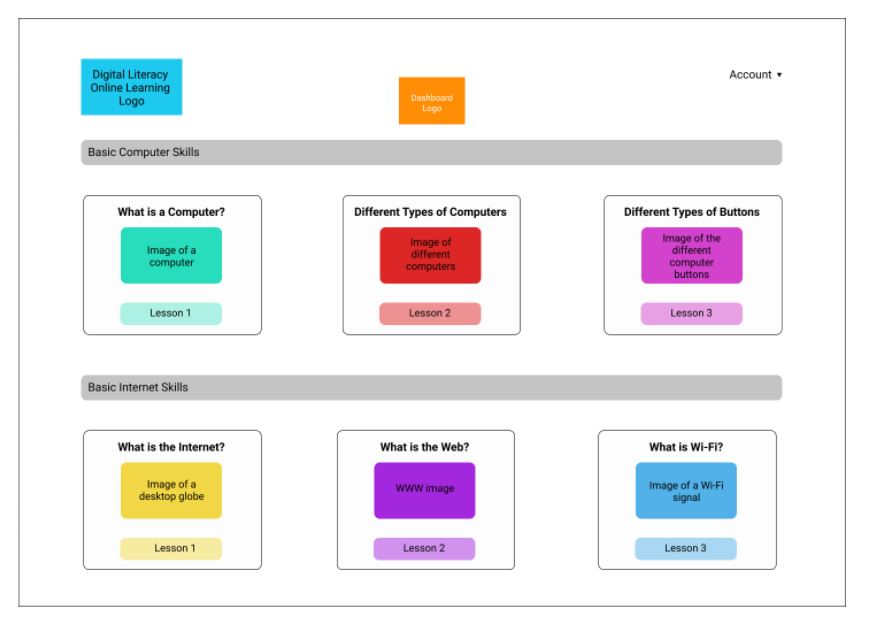 Digital Literacy
Online Learning
Logo
Dashboard
Logo
Account ▾
Basic Computer Skills
What is a Computer?
Different Types of Computers
Different Types of Buttons
Image of a
computer
Image of
different
computers
Image of the
different
computer
buttons
Lesson 1
Lesson 2
Lesson 3
Basic Internet Skills
What is the Internet?
What is the Web?
What is Wi-Fi?
Image of a
desktop globe
WWW image
Image of a Wi-Fi
signal
Lesson 1
Lesson 2
Lesson 3